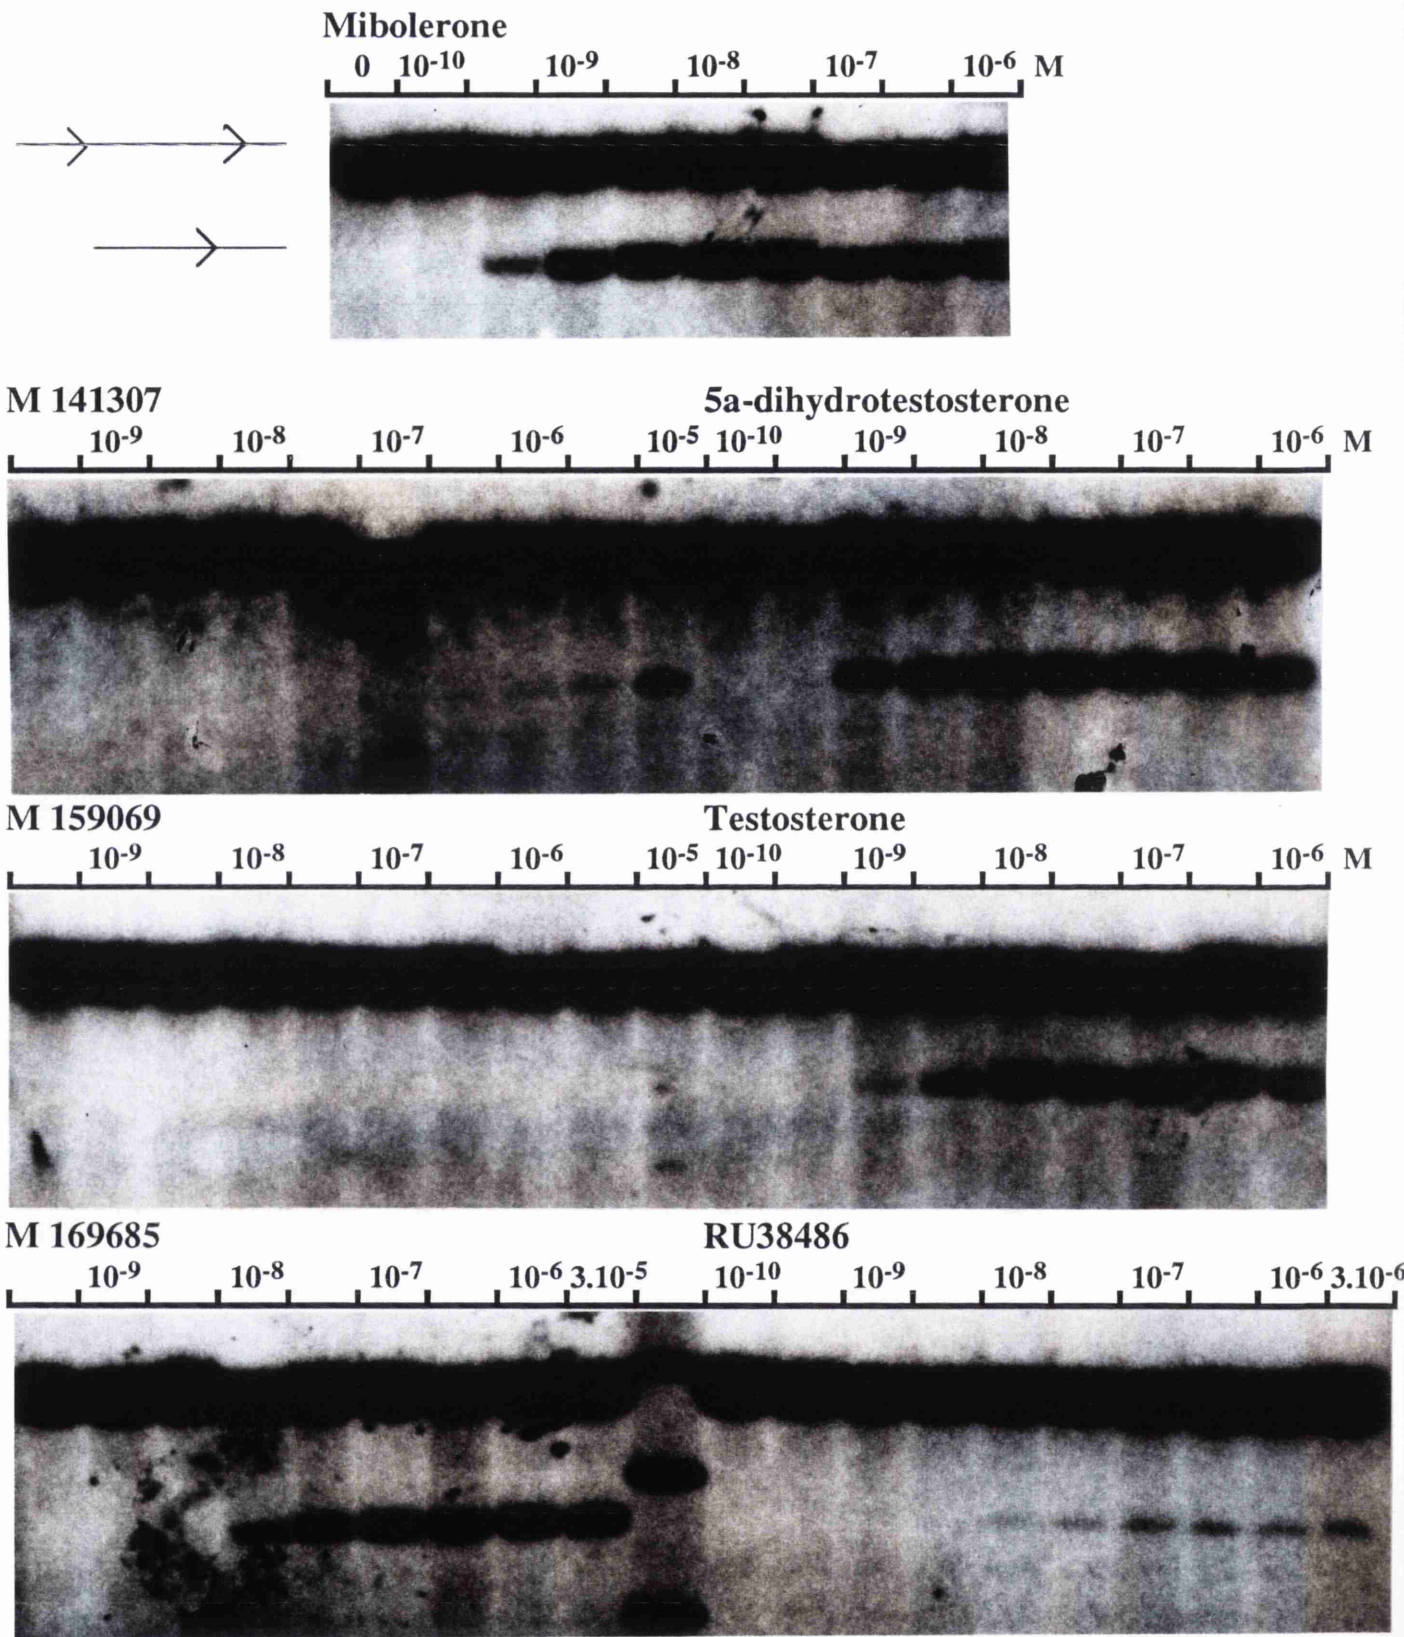 Mibolerone
0 10-10 10-9 10-8 10-7 10-6 M
M 141307 5a-dihydrotestosterone
10-9 10-8 10-7 10-6 10-5 10-10 10-9 10-8 10-7 10-6 M
M 159069 Testosterone
10-9 10-8 10-7 10-6 10-5 10-10 10-9 10-8 10-7 10-6 M
M 169685 RU38486
10-9 10-8 10-7 10-6 3.10-5 10-10 10-9 10-8 10-7 10-6 3.10-6